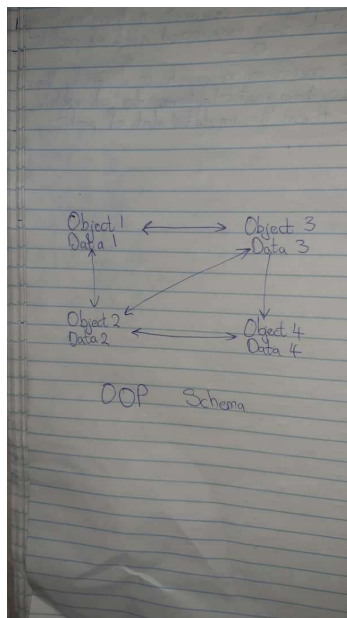 Object 1
Data 1
Object 3
Data 3
Object 2
Data 2
Object 4
Data 4
OOP Schema